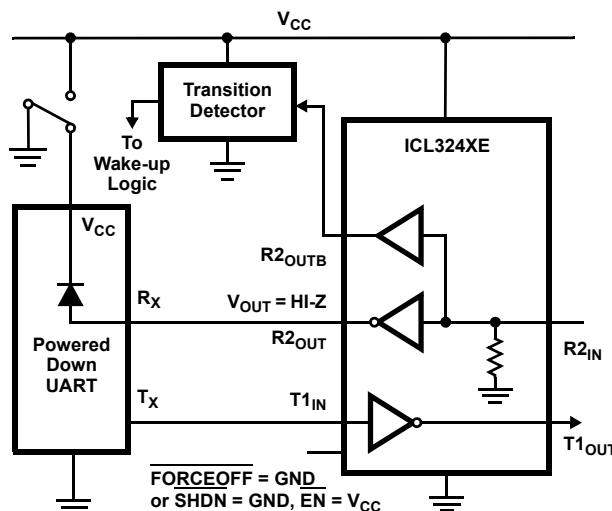 VCC
Transition
Detector
To
Wake-up
Logic
ICL324XE
VCC
R2OUTB
RX
VOUT = HI-Z
R2OUT
R2IN
Powered
Down
UART
TX
T1IN
T1OUT
FORCEOFF = GND
or SHDN = GND, EN = VCC